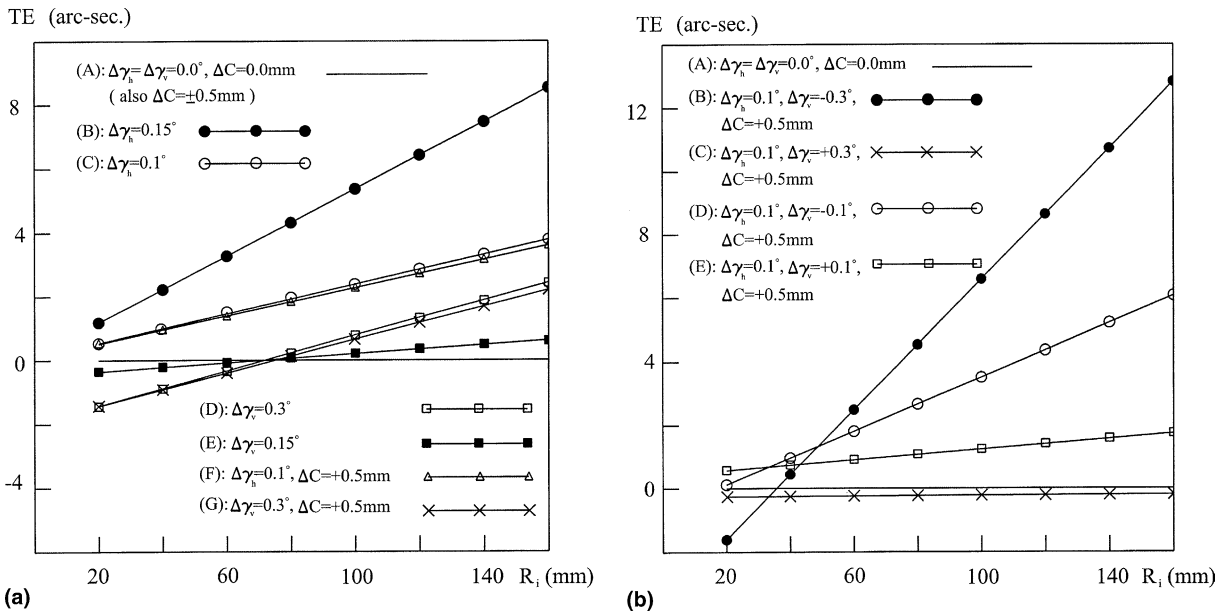 TE (arc-sec.)
(A): Δγh=Δγv=0.0°, ΔC=0.0mm
( also ΔC=±0.5mm )
(B): Δγh=0.15°
(C): Δγh=0.1°
8
4
0
-4
(D): Δγv=0.3°
(E): Δγv=0.15°
(F): Δγh=0.1°, ΔC=+0.5mm
(G): Δγv=0.3°, ΔC=+0.5mm
20 60 100 140 Ri (mm)
(a)
TE (arc-sec.)
(A): Δγh=Δγv=0.0°, ΔC=0.0mm
(B): Δγh=0.1°, Δγv=-0.3°,
ΔC=+0.5mm
(C): Δγh=0.1°, Δγv=+0.3°,
ΔC=+0.5mm
(D): Δγh=0.1°, Δγv=-0.1°,
ΔC=+0.5mm
(E): Δγh=0.1°, Δγv=+0.1°,
ΔC=+0.5mm
12
8
4
0
20 60 100 140 Ri (mm)
(b)